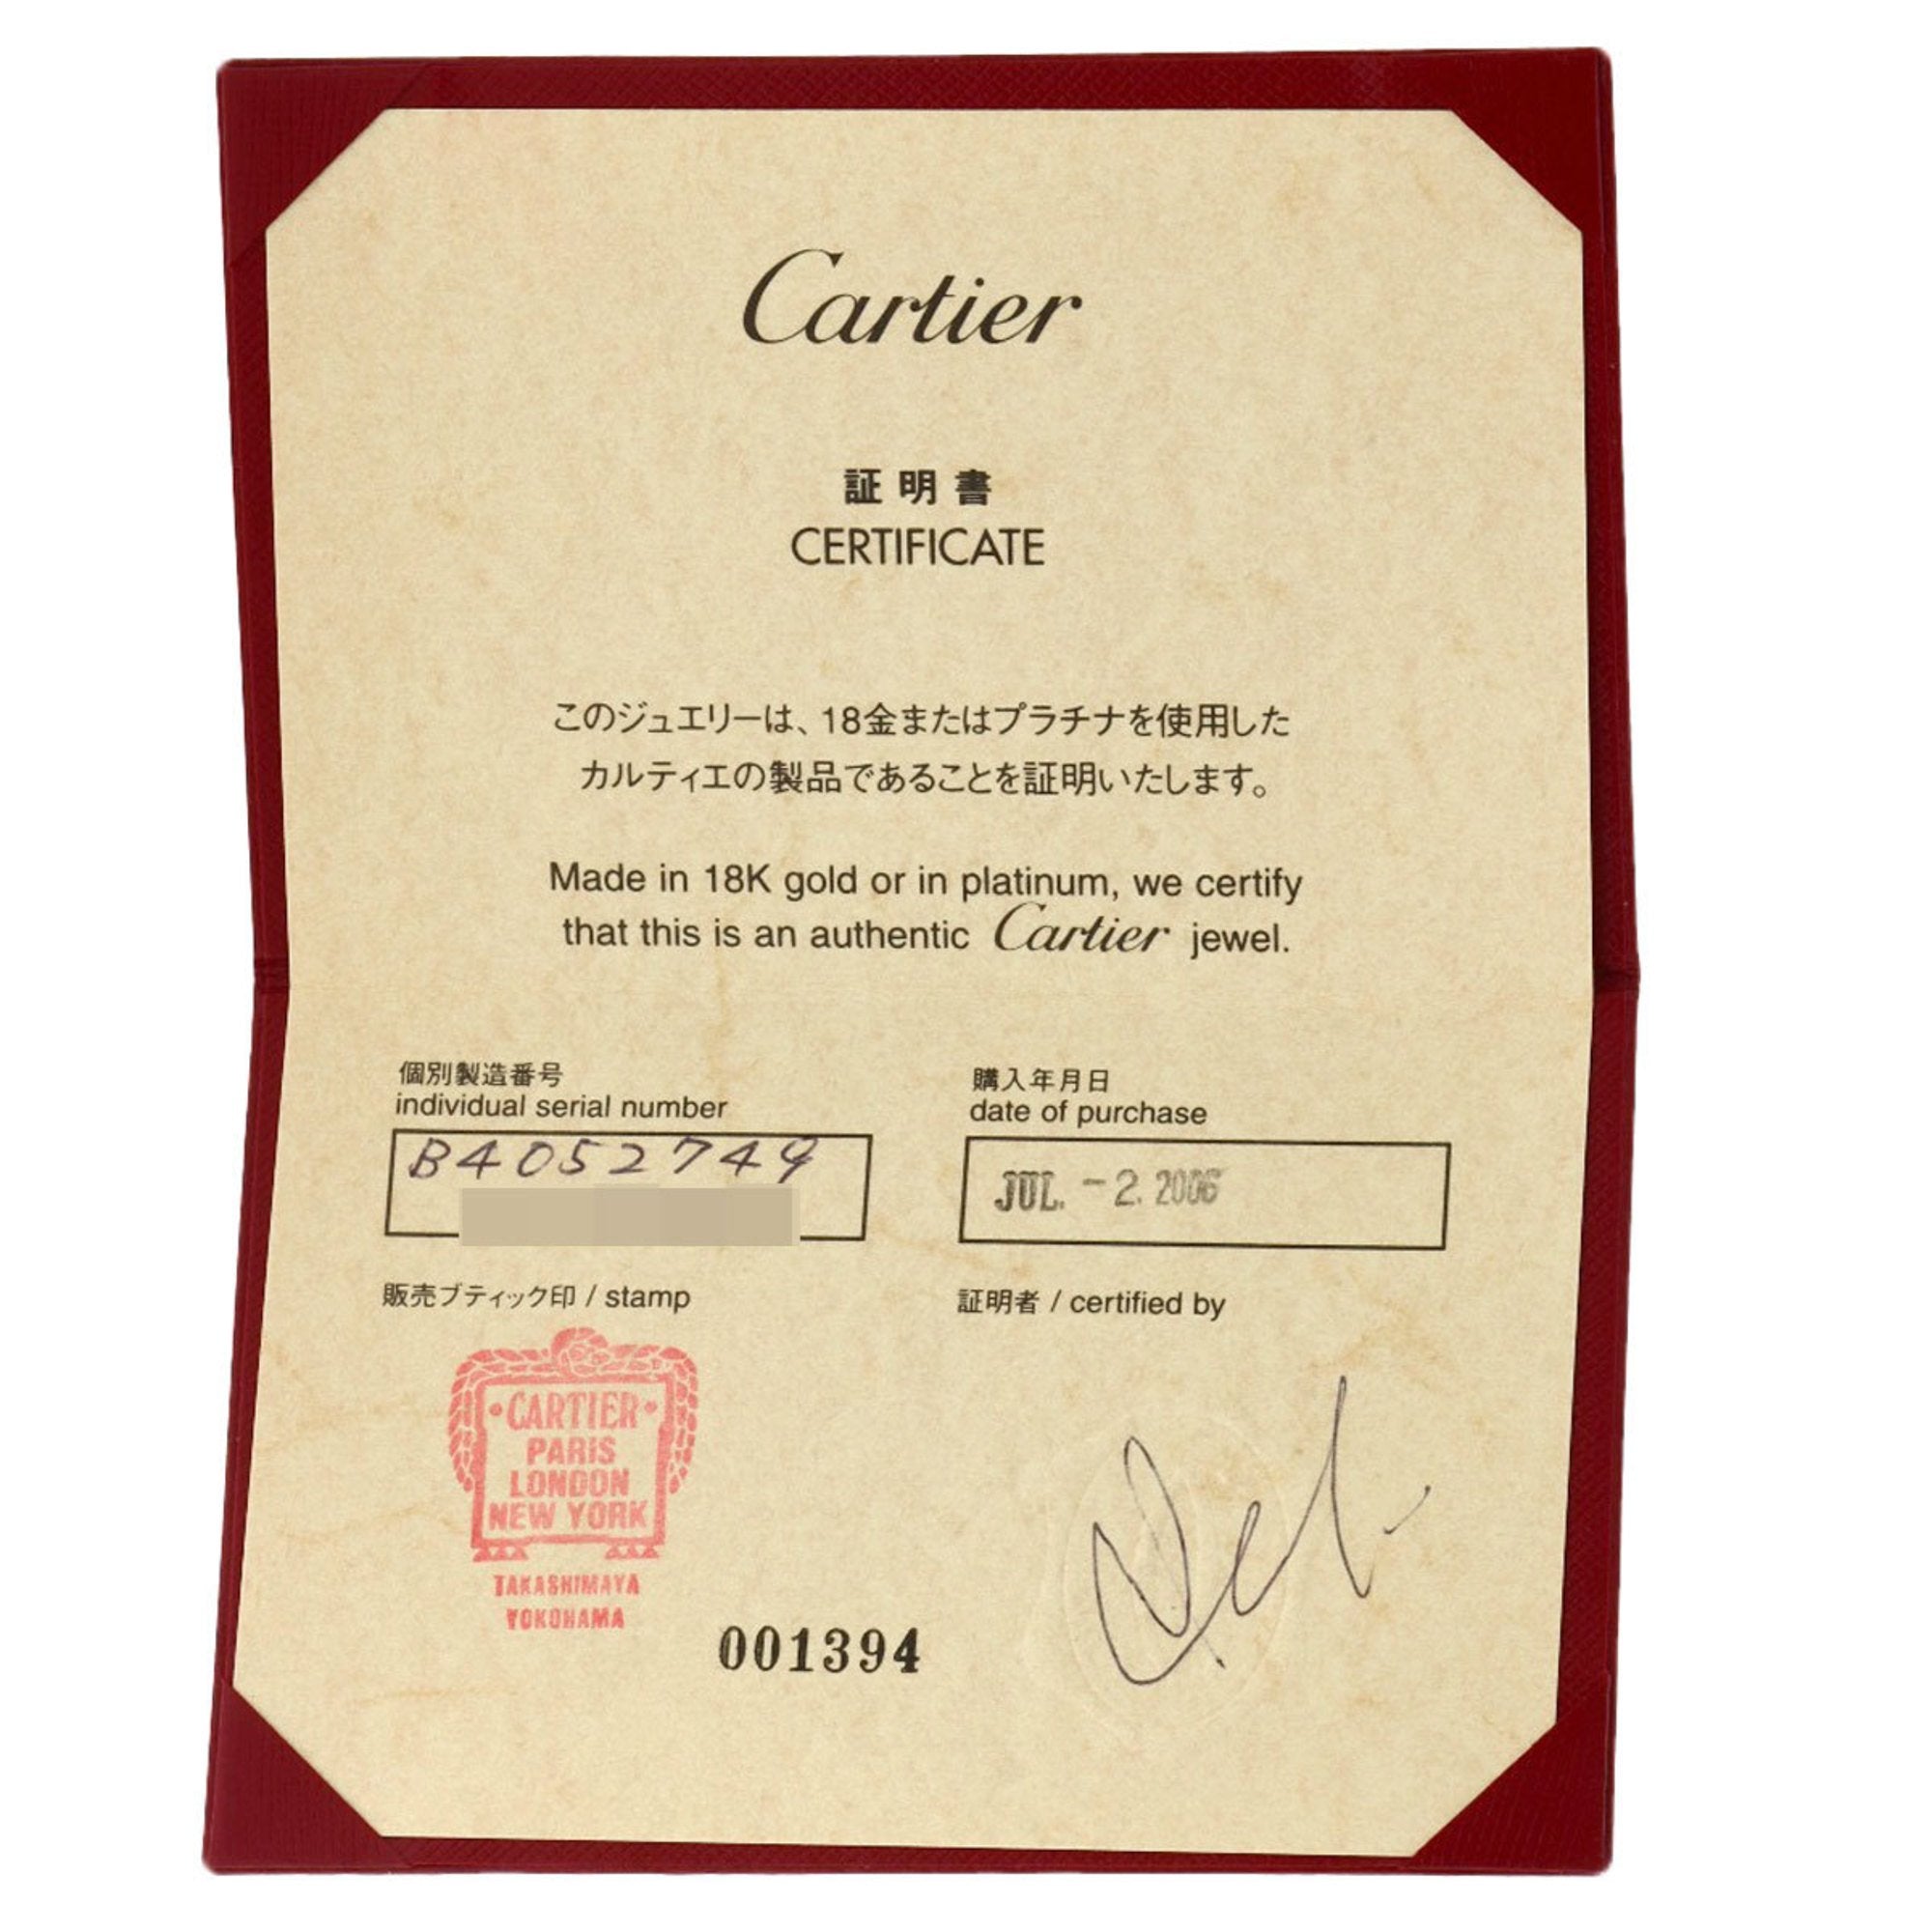 Cartier
証明書
CERTIFICATE
このジュエリーは、18金またはプラチナを使用した
カルティエの製品であることを証明いたします。
Made in 18K gold or in platinum, we certify
that this is an authentic Cartier jewel.
個別製造番号
individual serial number
B4052749
購入年月日
date of purchase
JUL. -2. 2006
販売ブティック印 / stamp
CARTIER
PARIS
LONDON
NEW YORK
TAKASHIMAYA
YOKOHAMA
001394
証明者 / certified by